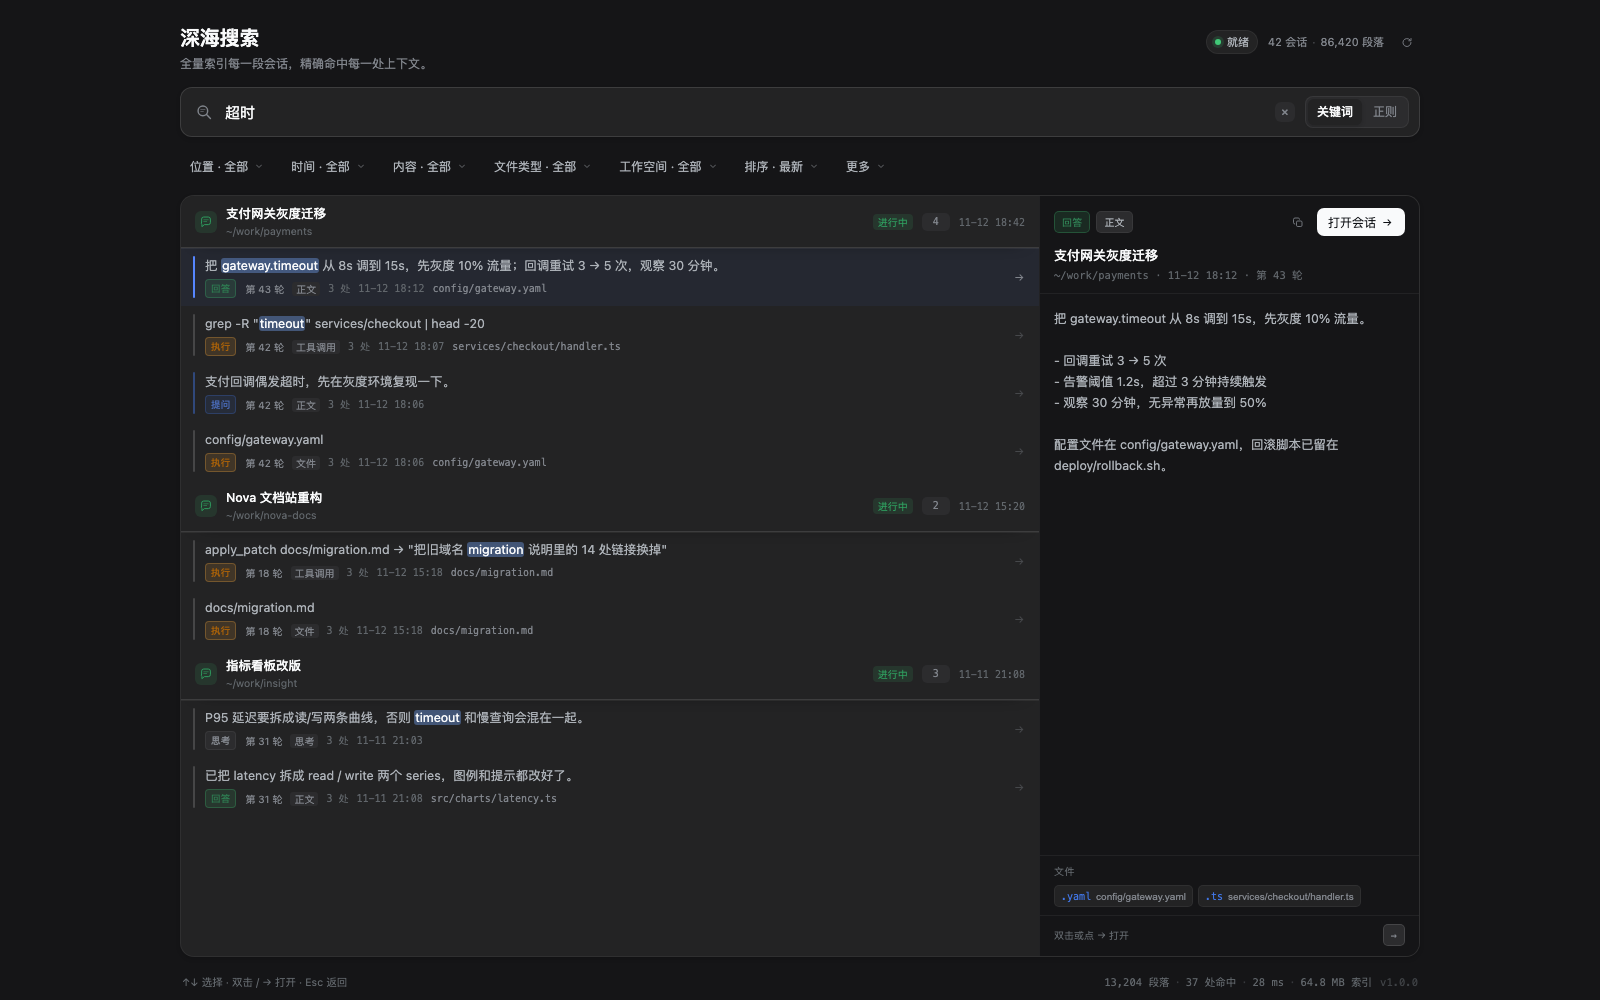 深海搜索
全量索引每一段会话，精确命中每一处上下文。
就绪 42 会话 · 86,420 段落
超时
× 关键词 正则
位置 · 全部 时间 · 全部 内容 · 全部 文件类型 · 全部 工作空间 · 全部 排序 · 最新 更多
支付网关灰度迁移
~/work/payments
进行中 4 11-12 18:42
把 gateway.timeout 从 8s 调到 15s，先灰度 10% 流量；回调重试 3 → 5 次，观察 30 分钟。
回答 第 43 轮 正文 3 处 11-12 18:12 config/gateway.yaml
→
grep -R "timeout" services/checkout | head -20
执行 第 42 轮 工具调用 3 处 11-12 18:07 services/checkout/handler.ts
→
支付回调偶发超时，先在灰度环境复现一下。
提问 第 42 轮 正文 3 处 11-12 18:06
→
config/gateway.yaml
执行 第 42 轮 文件 3 处 11-12 18:06 config/gateway.yaml
→
Nova 文档站重构
~/work/nova-docs
进行中 2 11-12 15:20
apply_patch docs/migration.md → "把旧域名 migration 说明里的 14 处链接换掉"
执行 第 18 轮 工具调用 3 处 11-12 15:18 docs/migration.md
→
docs/migration.md
执行 第 18 轮 文件 3 处 11-12 15:18 docs/migration.md
→
指标看板改版
~/work/insight
进行中 3 11-11 21:08
P95 延迟要拆成读/写两条曲线，否则 timeout 和慢查询会混在一起。
思考 第 31 轮 思考 3 处 11-11 21:03
→
已把 latency 拆成 read / write 两个 series，图例和提示都改好了。
回答 第 31 轮 正文 3 处 11-11 21:08 src/charts/latency.ts
→
回答 正文 打开会话 →
支付网关灰度迁移
~/work/payments · 11-12 18:12 · 第 43 轮
把 gateway.timeout 从 8s 调到 15s，先灰度 10% 流量。
- 回调重试 3 → 5 次
- 告警阈值 1.2s，超过 3 分钟持续触发
- 观察 30 分钟，无异常再放量到 50%
配置文件在 config/gateway.yaml，回滚脚本已留在
deploy/rollback.sh。
文件
.yaml config/gateway.yaml .ts services/checkout/handler.ts
双击或点 → 打开 →
↑↓ 选择 · 双击 / → 打开 · Esc 返回
13,204 段落 · 37 处命中 · 28 ms · 64.8 MB 索引 v1.0.0